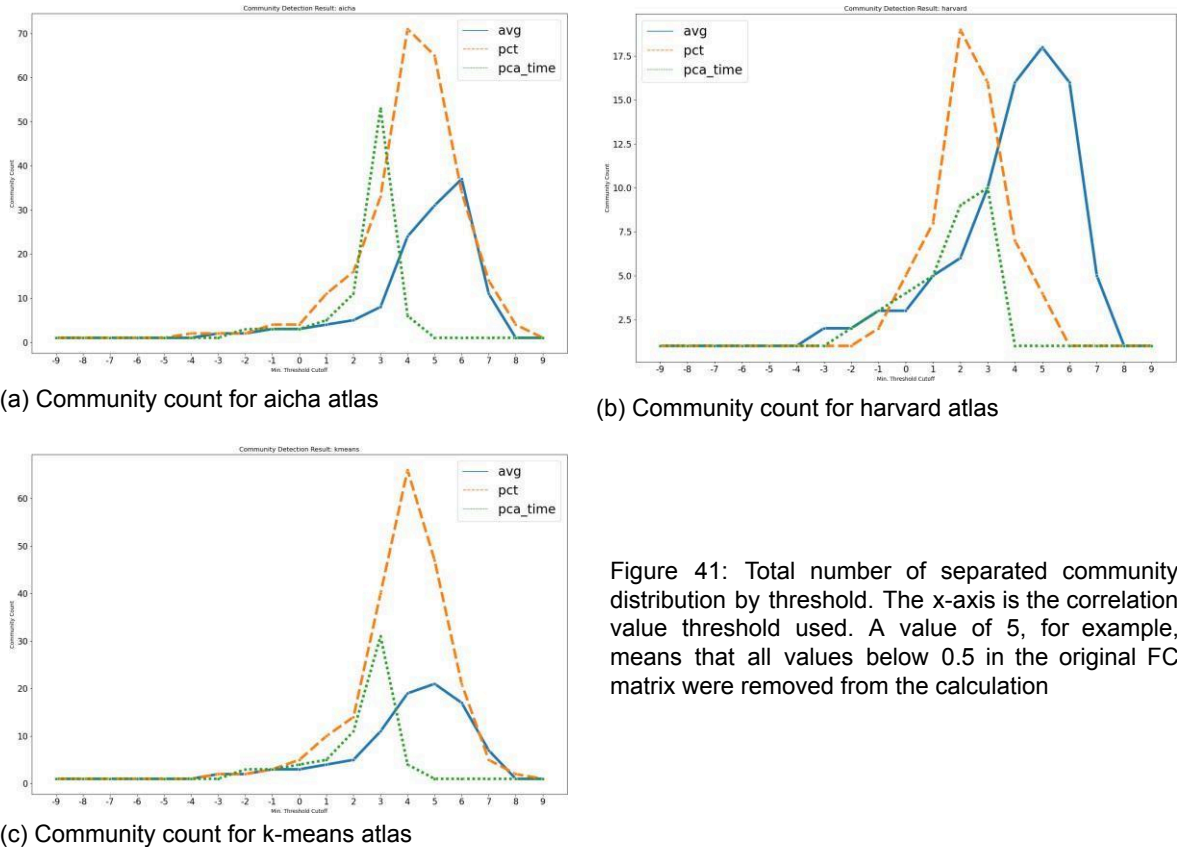 Community Detection Result: aicha
70
60
50
40
30
20
10
0
Community Count
avg
pct
pca_time
-9 -8 -7 -6 -5 -4 -3 -2 -1 0 1 2 3 4 5 6 7 8 9
Min. Threshold Cutoff
(a) Community count for aicha atlas
Community Detection Result: harvard
17.5
15.0
12.5
10.0
7.5
5.0
2.5
Community Count
avg
pct
pca_time
-9 -8 -7 -6 -5 -4 -3 -2 -1 0 1 2 3 4 5 6 7 8 9
Min. Threshold Cutoff
(b) Community count for harvard atlas
Community Detection Result: kmeans
60
50
40
30
20
10
0
Community Count
avg
pct
pca_time
-9 -8 -7 -6 -5 -4 -3 -2 -1 0 1 2 3 4 5 6 7 8 9
Min. Threshold Cutoff
(c) Community count for k-means atlas
Figure 41: Total number of separated community
distribution by threshold. The x-axis is the correlation
value threshold used. A value of 5, for example,
means that all values below 0.5 in the original FC
matrix were removed from the calculation